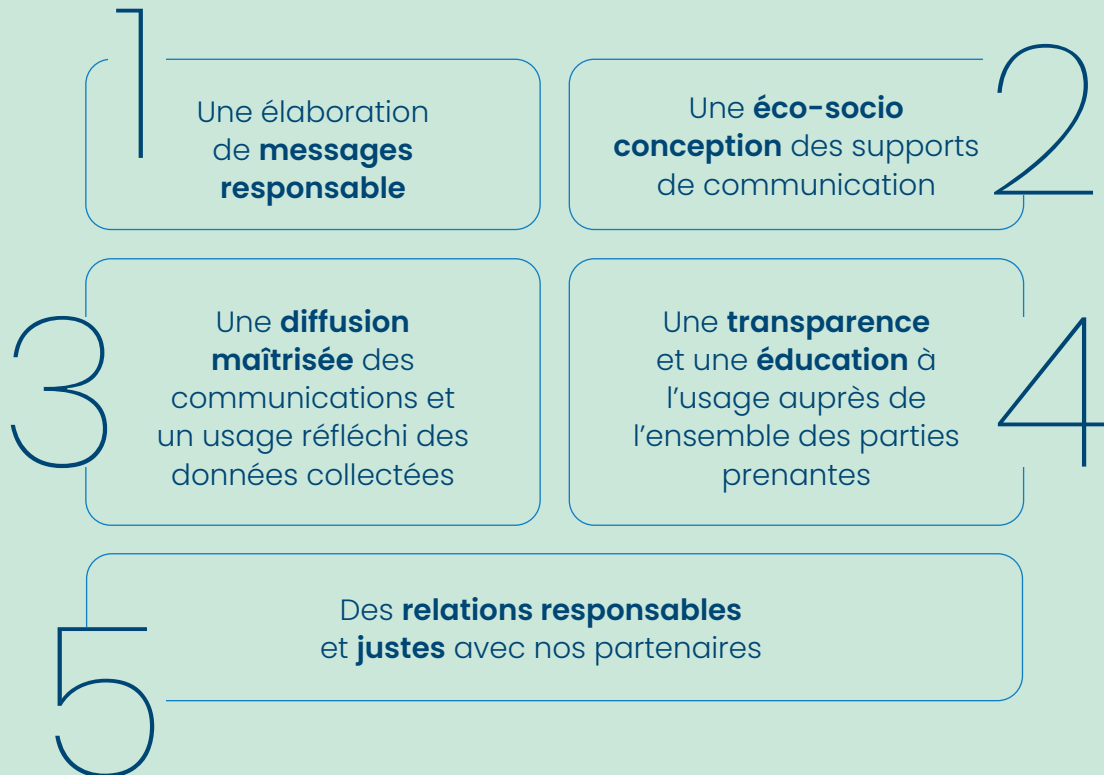 1
Une élaboration
de messages
responsable
2
Une éco-socio
conception des supports
de communication
3
Une diffusion
maîtrisée des
communications et
un usage réfléchi des
données collectées
4
Une transparence
et une éducation à
l’usage auprès de
l’ensemble des parties
prenantes
5
Des relations responsables
et justes avec nos partenaires